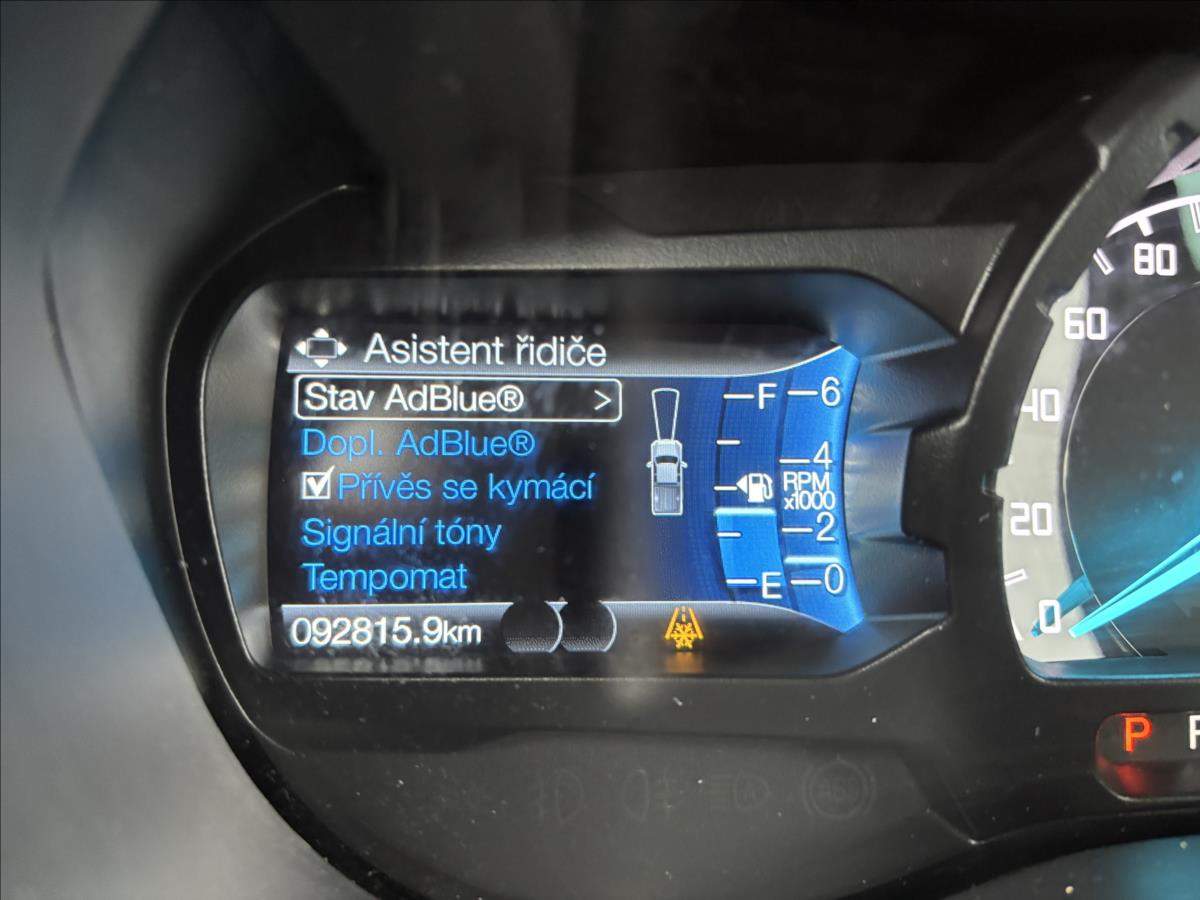 Asistent řidiče
Stav AdBlue® >
Dopl. AdBlue®
Přívěs se kymácí
Signální tóny
Tempomat
092815.9km
F
E
6
4
RPM
x1000
2
0
80
60
40
20
0
P